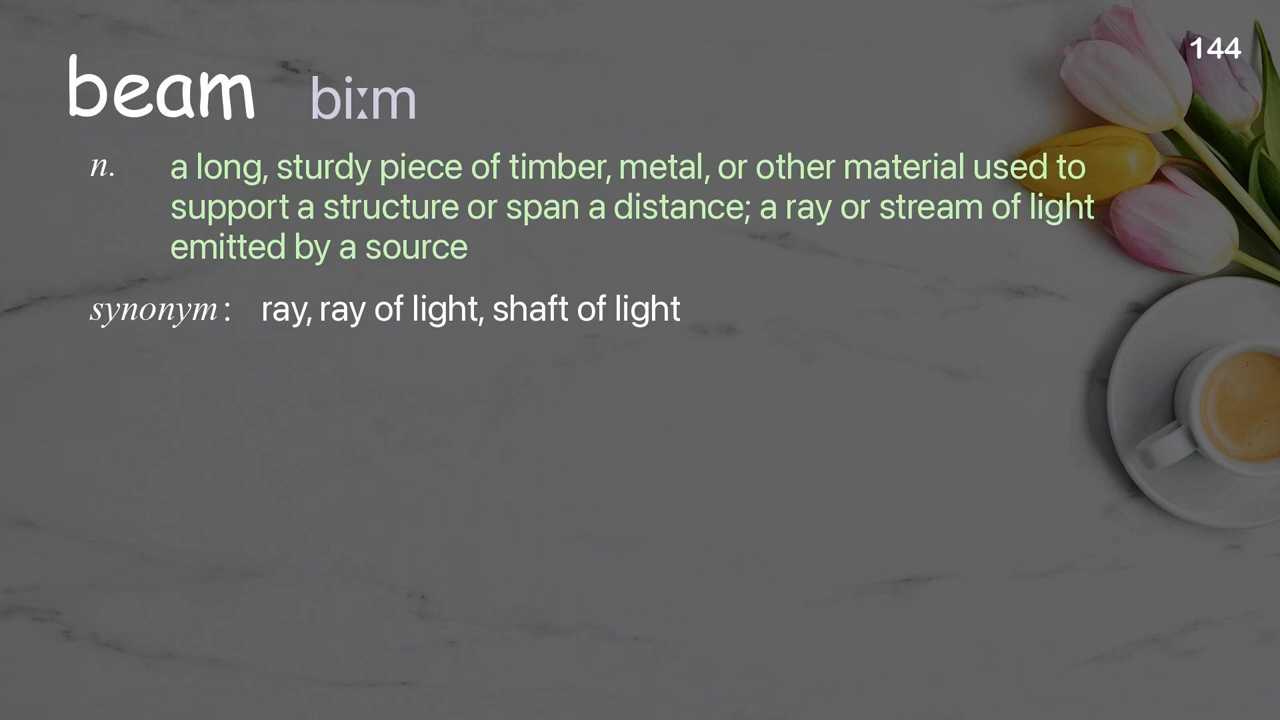 144
beam biːm
n. a long, sturdy piece of timber, metal, or other material used to
support a structure or span a distance; a ray or stream of light
emitted by a source
synonym: ray, ray of light, shaft of light